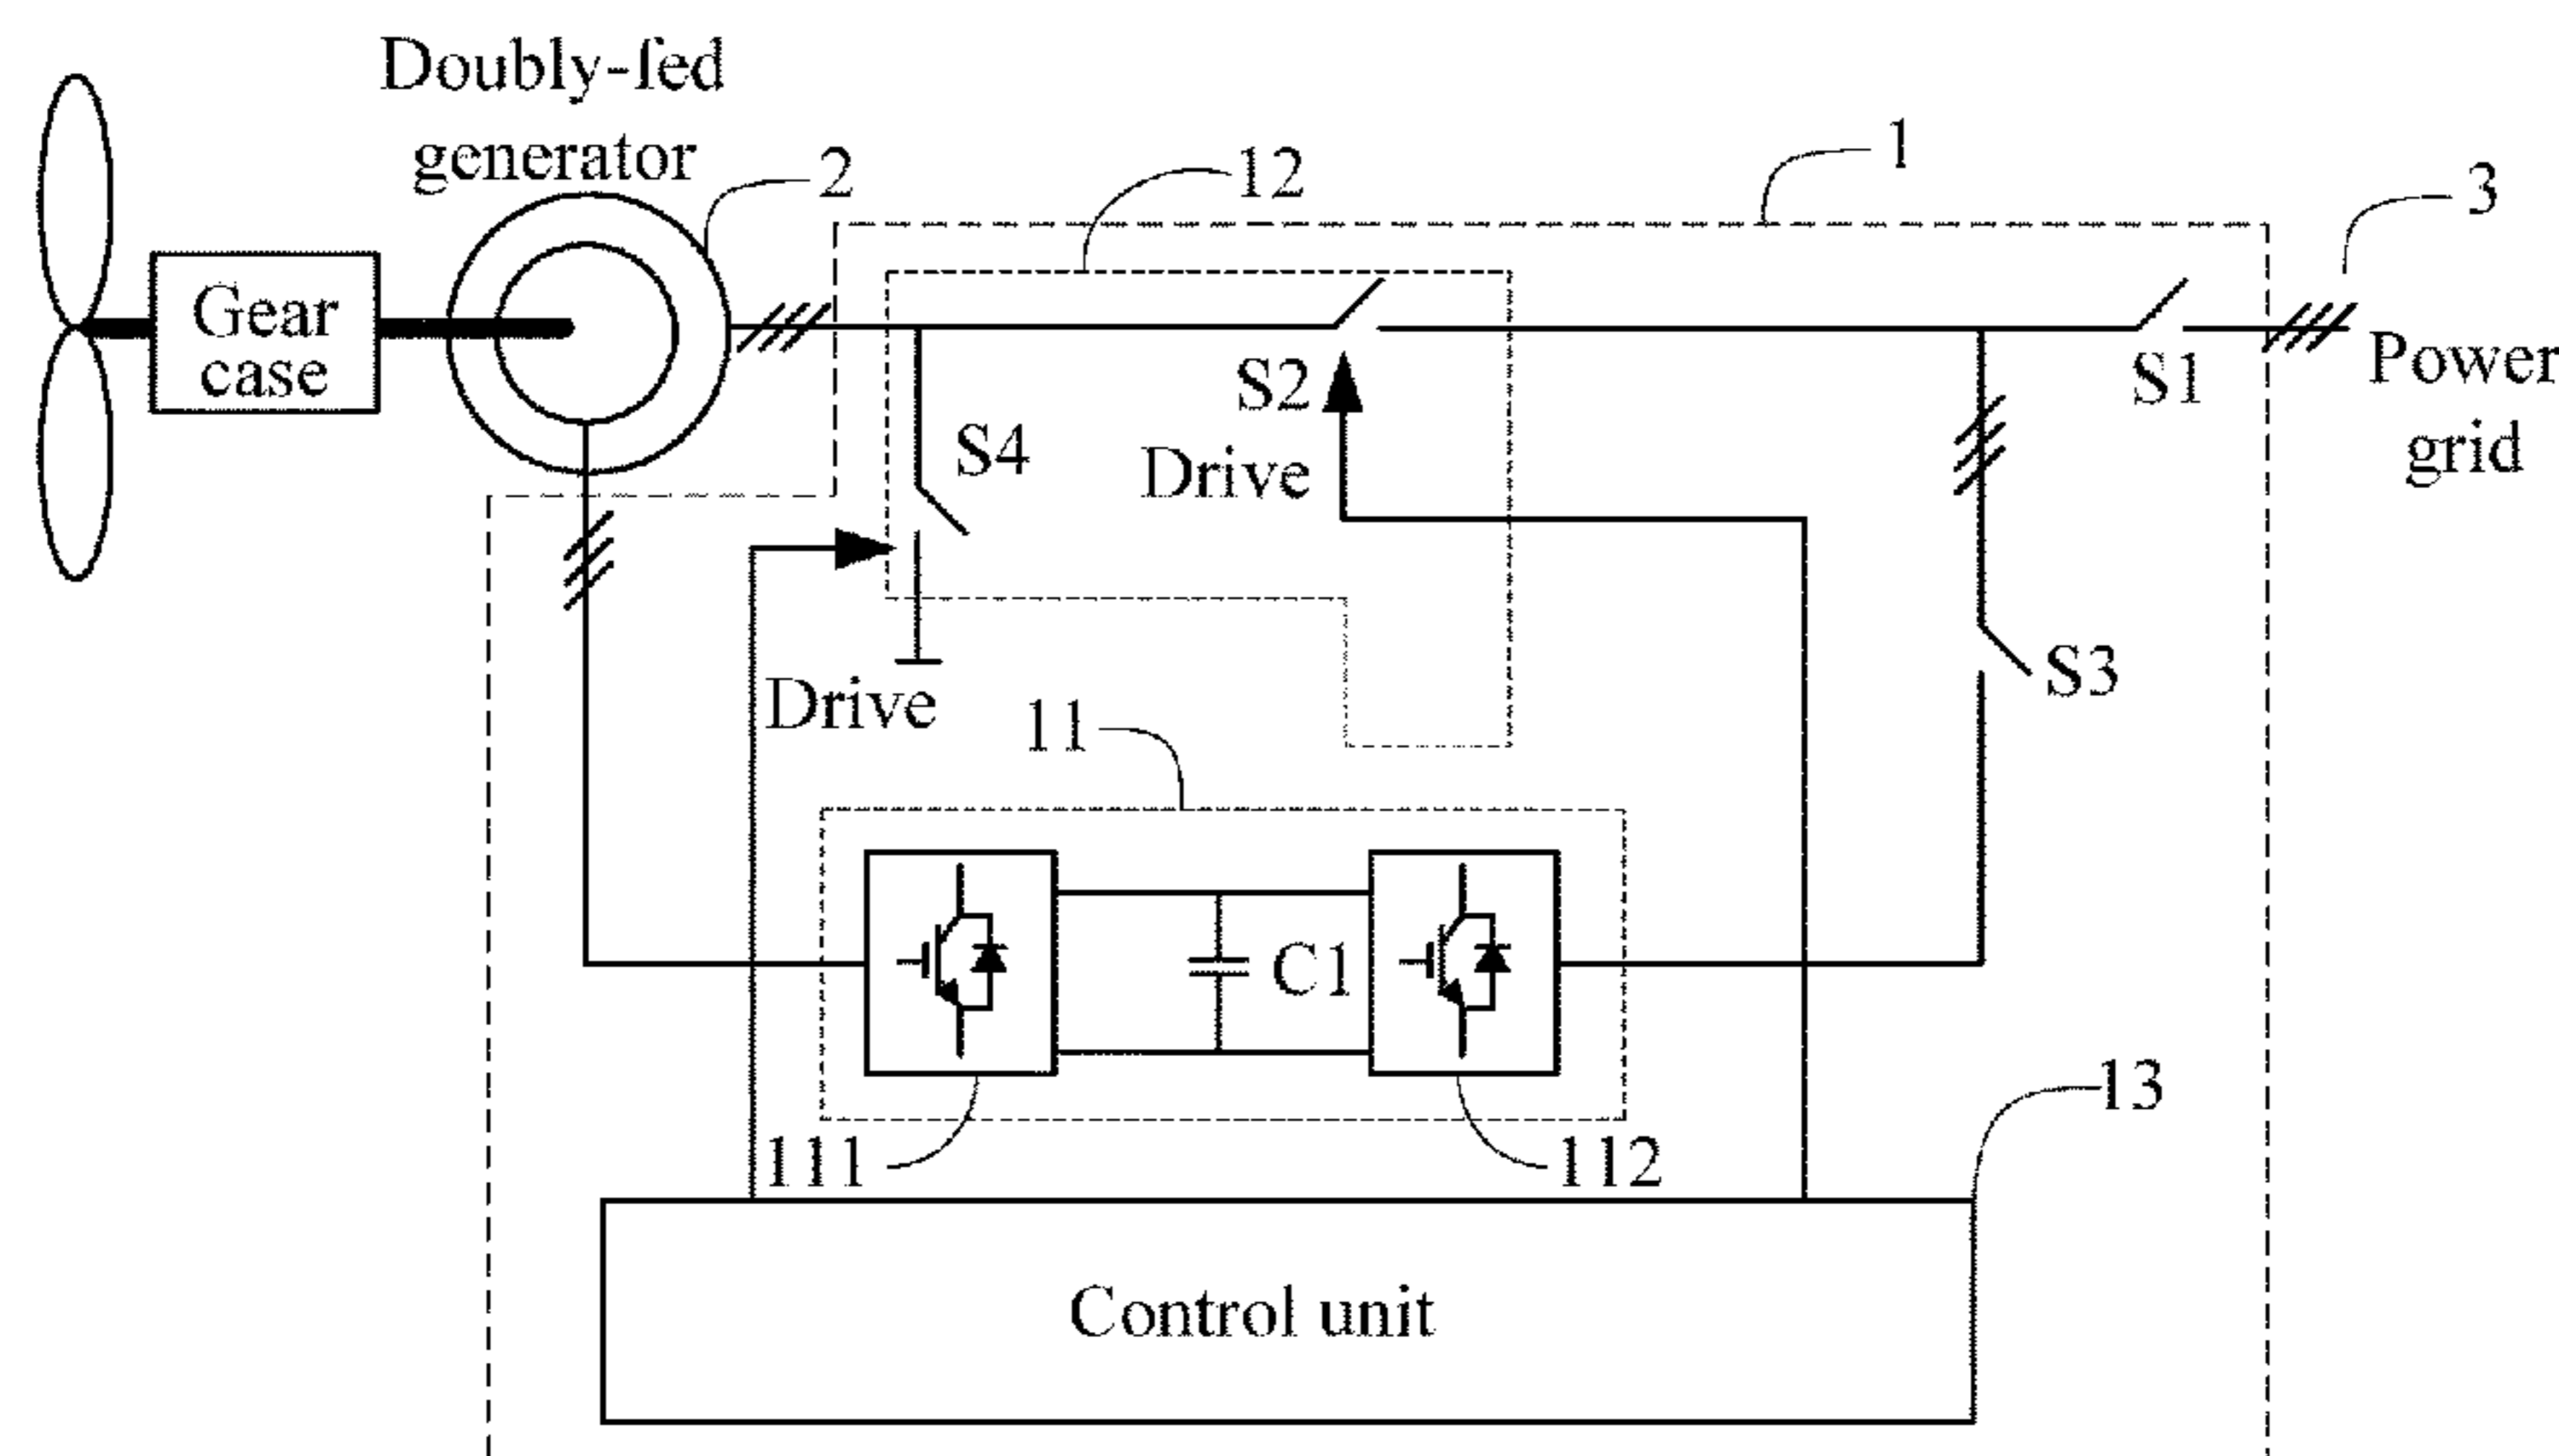 Doubly-fed
generator
2
12
1
3
Gear
case
S2
S1
Power
grid
S4
Drive
S3
Drive
11
C1
13
111
112
Control unit